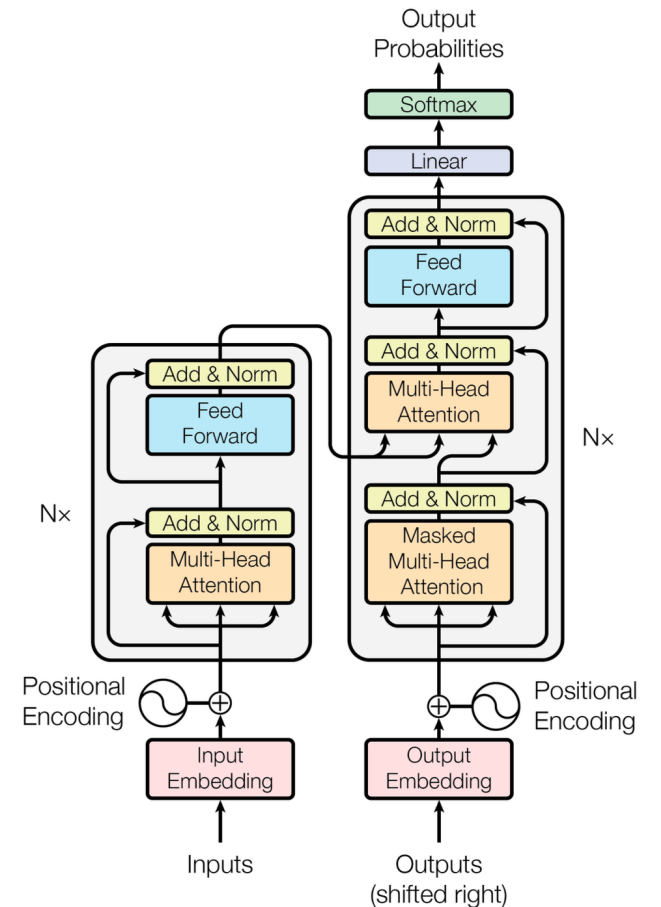 Output
Probabilities
Softmax
Linear
Add & Norm
Feed
Forward
Add & Norm
Multi-Head
Attention
Add & Norm
Masked
Multi-Head
Attention
N×
Add & Norm
Feed
Forward
Add & Norm
Multi-Head
Attention
N×
Positional
Encoding
Positional
Encoding
Input
Embedding
Output
Embedding
Inputs
Outputs
(shifted right)